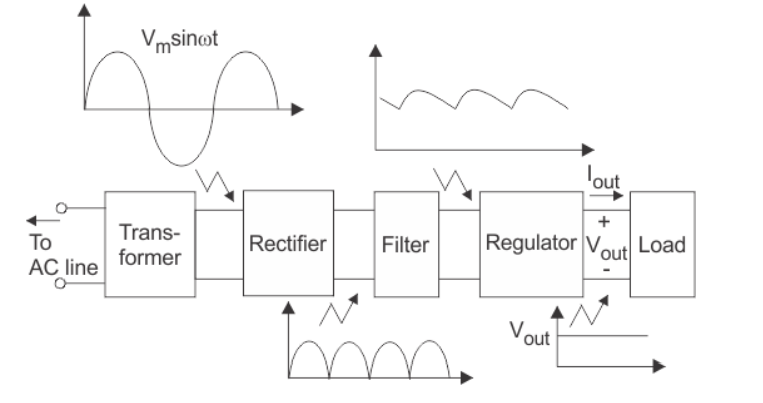 Vmsinωt
Iout
To
AC line
Trans-
former
Rectifier
Filter
Regulator
+
Vout
-
Load
Vout